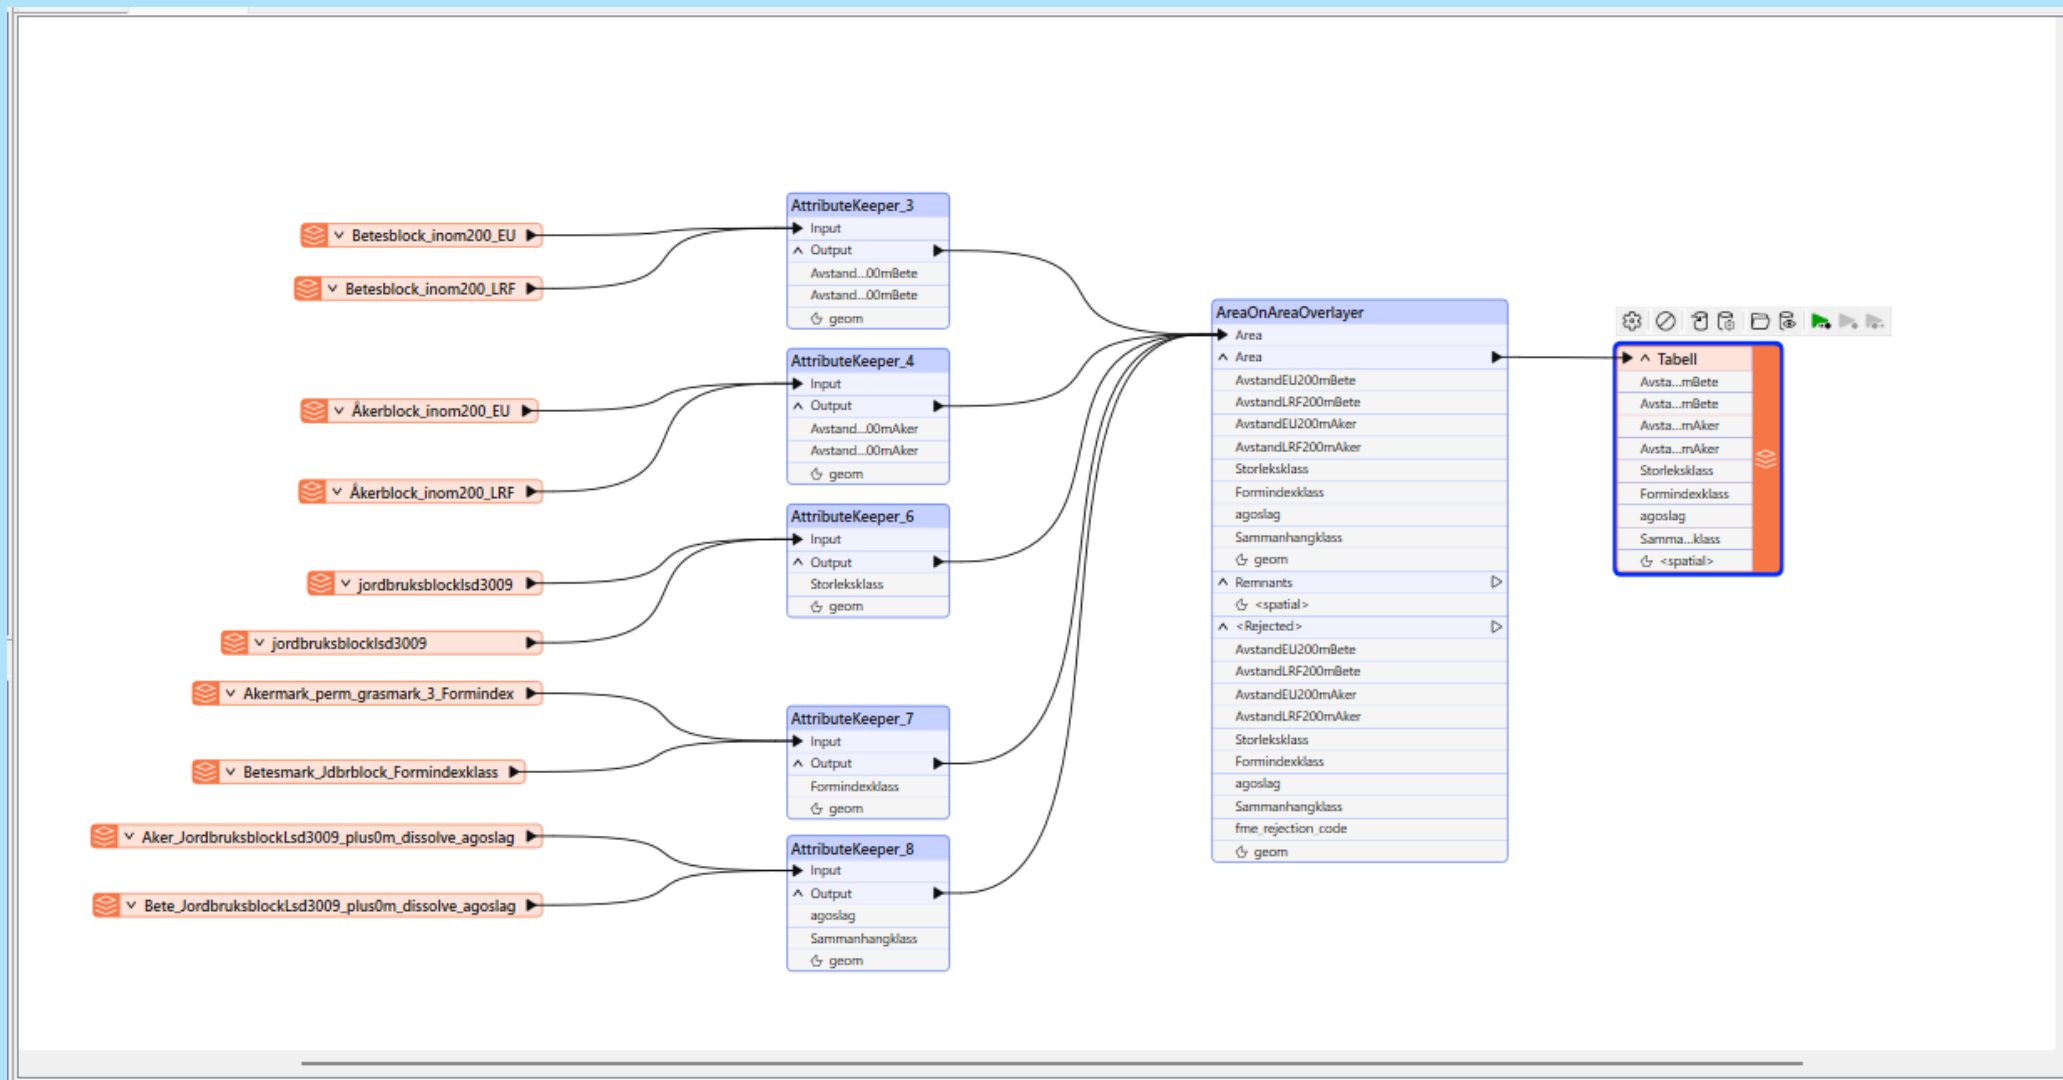 Betesblock_inom200_EU
Betesblock_inom200_LRF
Åkerblock_inom200_EU
Åkerblock_inom200_LRF
jordbruksblocklsd3009
jordbruksblocklsd3009
Akermark_perm_grasmark_3_Formindex
Betesmark_Jdbrblock_Formindexklass
Aker_JordbruksblockLsd3009_plus0m_dissolve_agoslag
Bete_JordbruksblockLsd3009_plus0m_dissolve_agoslag
AttributeKeeper_3
Input
Output
Avstand...00mBete
Avstand...00mBete
geom
AttributeKeeper_4
Input
Output
Avstand...00mAker
Avstand...00mAker
geom
AttributeKeeper_6
Input
Output
Storleksklass
geom
AttributeKeeper_7
Input
Output
Formindexklass
geom
AttributeKeeper_8
Input
Output
agoslag
Sammanhangklass
geom
AreaOnAreaOverlayer
Area
Area
AvstandEU200mBete
AvstandLRF200mBete
AvstandEU200mAker
AvstandLRF200mAker
Storleksklass
Formindexklass
agoslag
Sammanhangklass
geom
Remnants
<spatial>
<Rejected>
AvstandEU200mBete
AvstandLRF200mBete
AvstandEU200mAker
AvstandLRF200mAker
Storleksklass
Formindexklass
agoslag
Sammanhangklass
fme_rejection_code
geom
Tabell
Avsta...mBete
Avsta...mBete
Avsta...mAker
Avsta...mAker
Storleksklass
Formindexklass
agoslag
Samma...klass
<spatial>